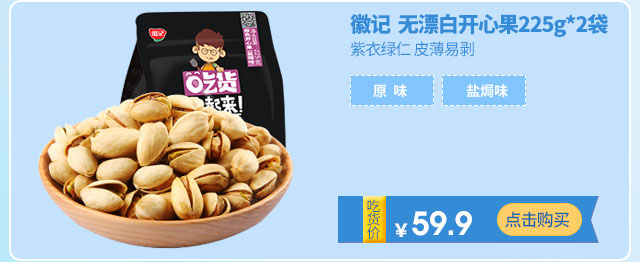 徽记 无漂白开心果225g*2袋
紫衣绿仁 皮薄易剥
原 味
盐焗味
吃货价
¥59.9
点击购买
徽记
吃货
起来!